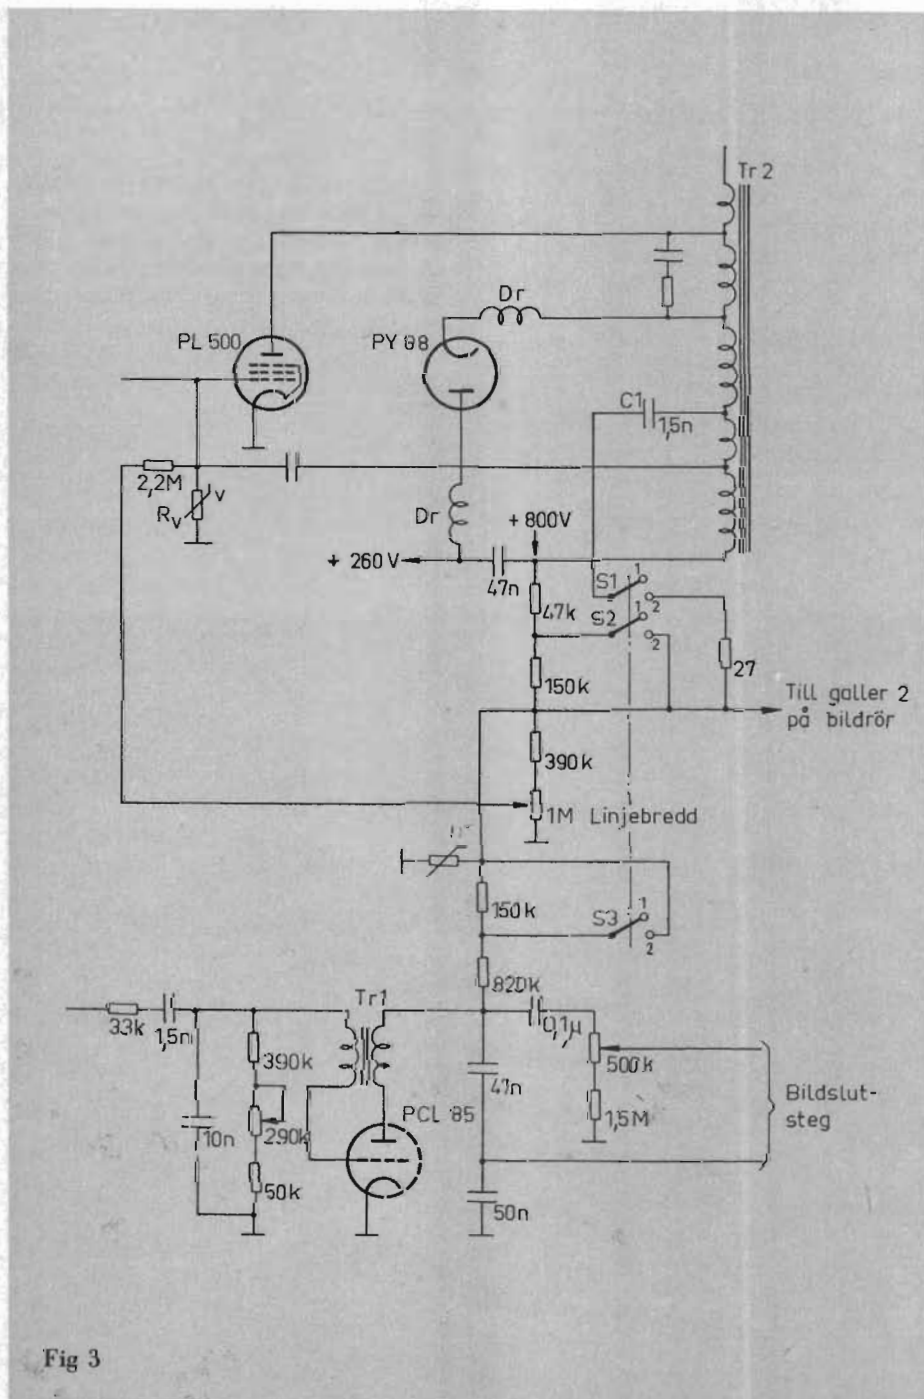 Tr 2
Dr
PL 500
PY 88
C1
1,5n
2,2M
Rv
v
Dr
+ 800V
+ 260 V
47n
S1
1
2
47k
S2
1
2
27
150k
Till galler 2
på bildrör
390k
1M Linjebredd
150k
S3
1
2
820k
Tr1
33k
1,5n
0,1µ
390k
500k
47n
Bildslut-
steg
PCL 85
1,5M
10n
290k
50k
50n
Fig 3